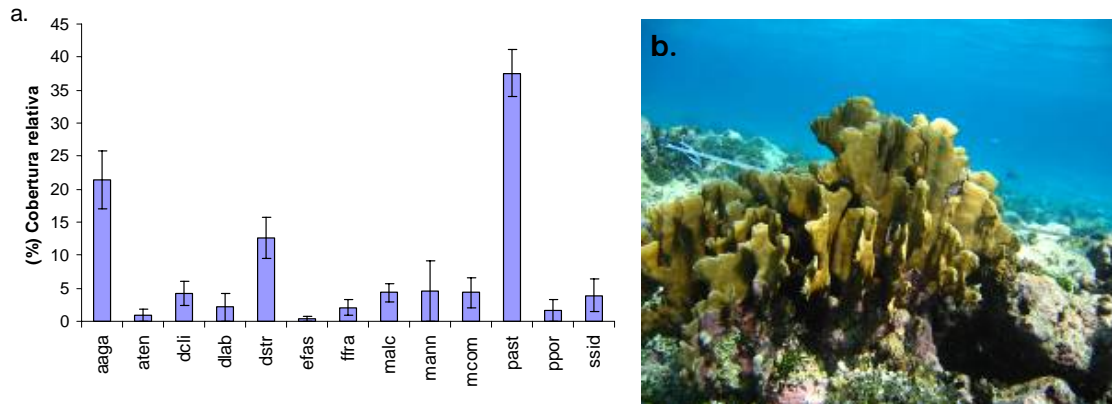 a.
(%) Cobertura relativa
45
40
35
30
25
20
15
10
5
0
aaga
aten
dcli
dlab
dstr
efas
ffra
malc
mann
mcom
past
ppor
ssid
b.